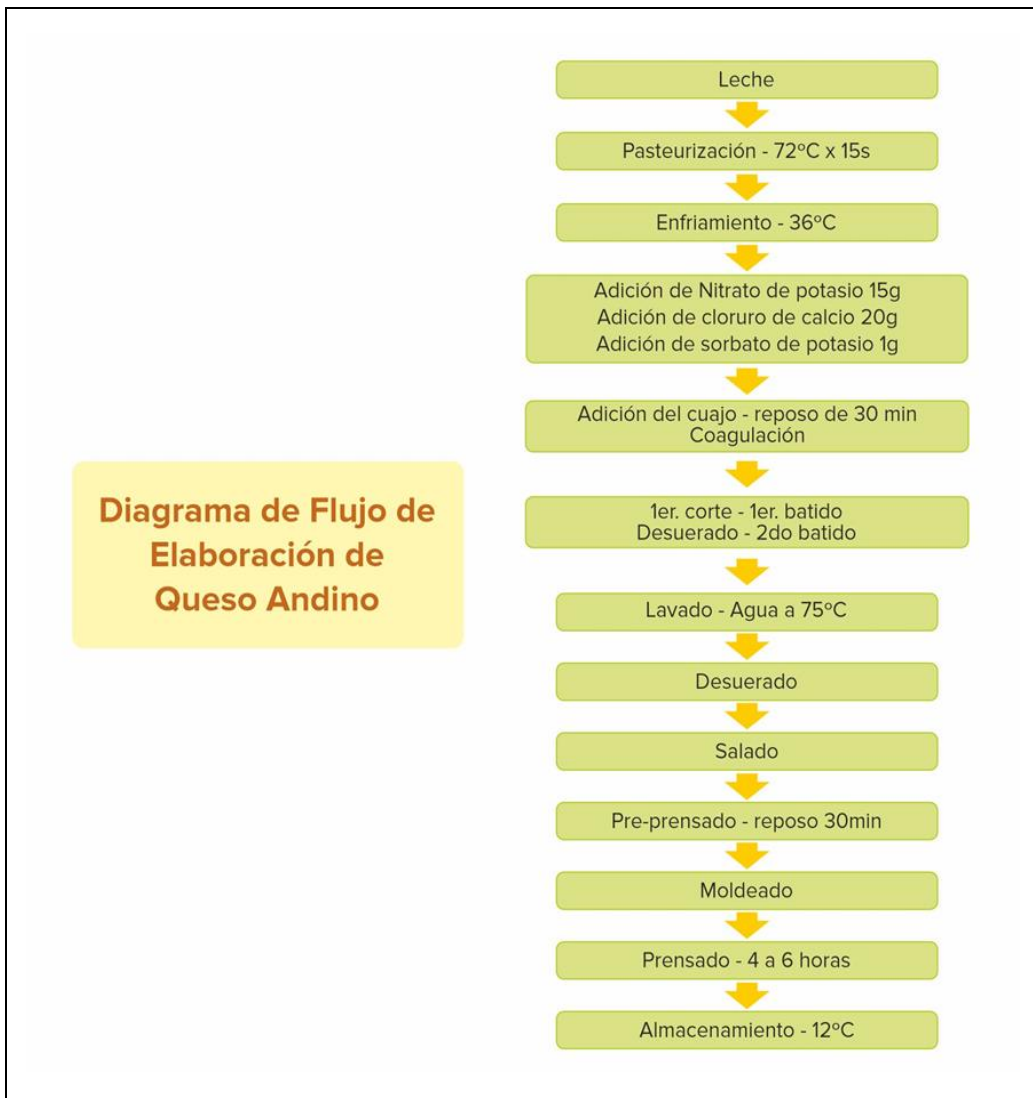 Diagrama de Flujo de
Elaboración de
Queso Andino
Leche
Pasteurización - 72ºC x 15s
Enfriamiento - 36ºC
Adición de Nitrato de potasio 15g
Adición de cloruro de calcio 20g
Adición de sorbato de potasio 1g
Adición del cuajo - reposo de 30 min
Coagulación
1er. corte - 1er. batido
Desuerado - 2do batido
Lavado - Agua a 75ºC
Desuerado
Salado
Pre-prensado - reposo 30min
Moldeado
Prensado - 4 a 6 horas
Almacenamiento - 12ºC